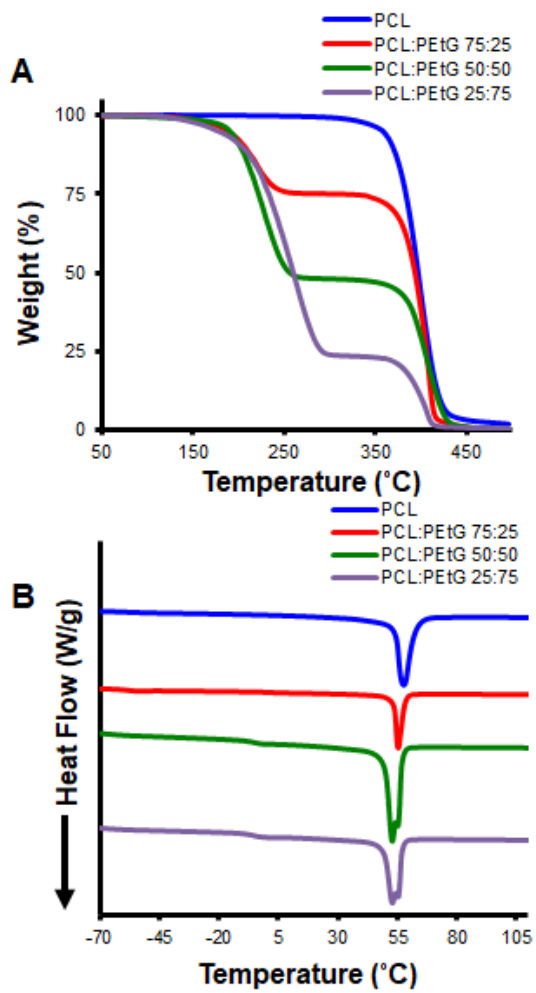 PCL
PCL:PEtG 75:25
PCL:PEtG 50:50
PCL:PEtG 25:75
A
100
75
50
25
0
Weight (%)
50 150 250 350 450
Temperature (˚C)
PCL
PCL:PEtG 75:25
PCL:PEtG 50:50
PCL:PEtG 25:75
B
Heat Flow (W/g)
-70 -45 -20 5 30 55 80 105
Temperature (˚C)